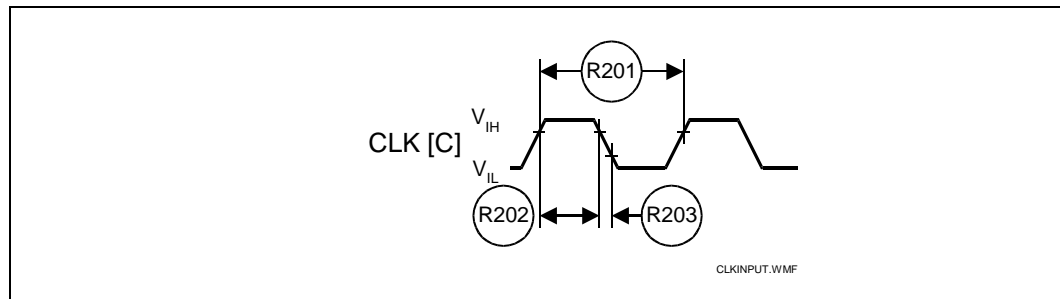 R201
V_IH
CLK [C]
V_IL
R202
R203
CLKINPUT.WMF